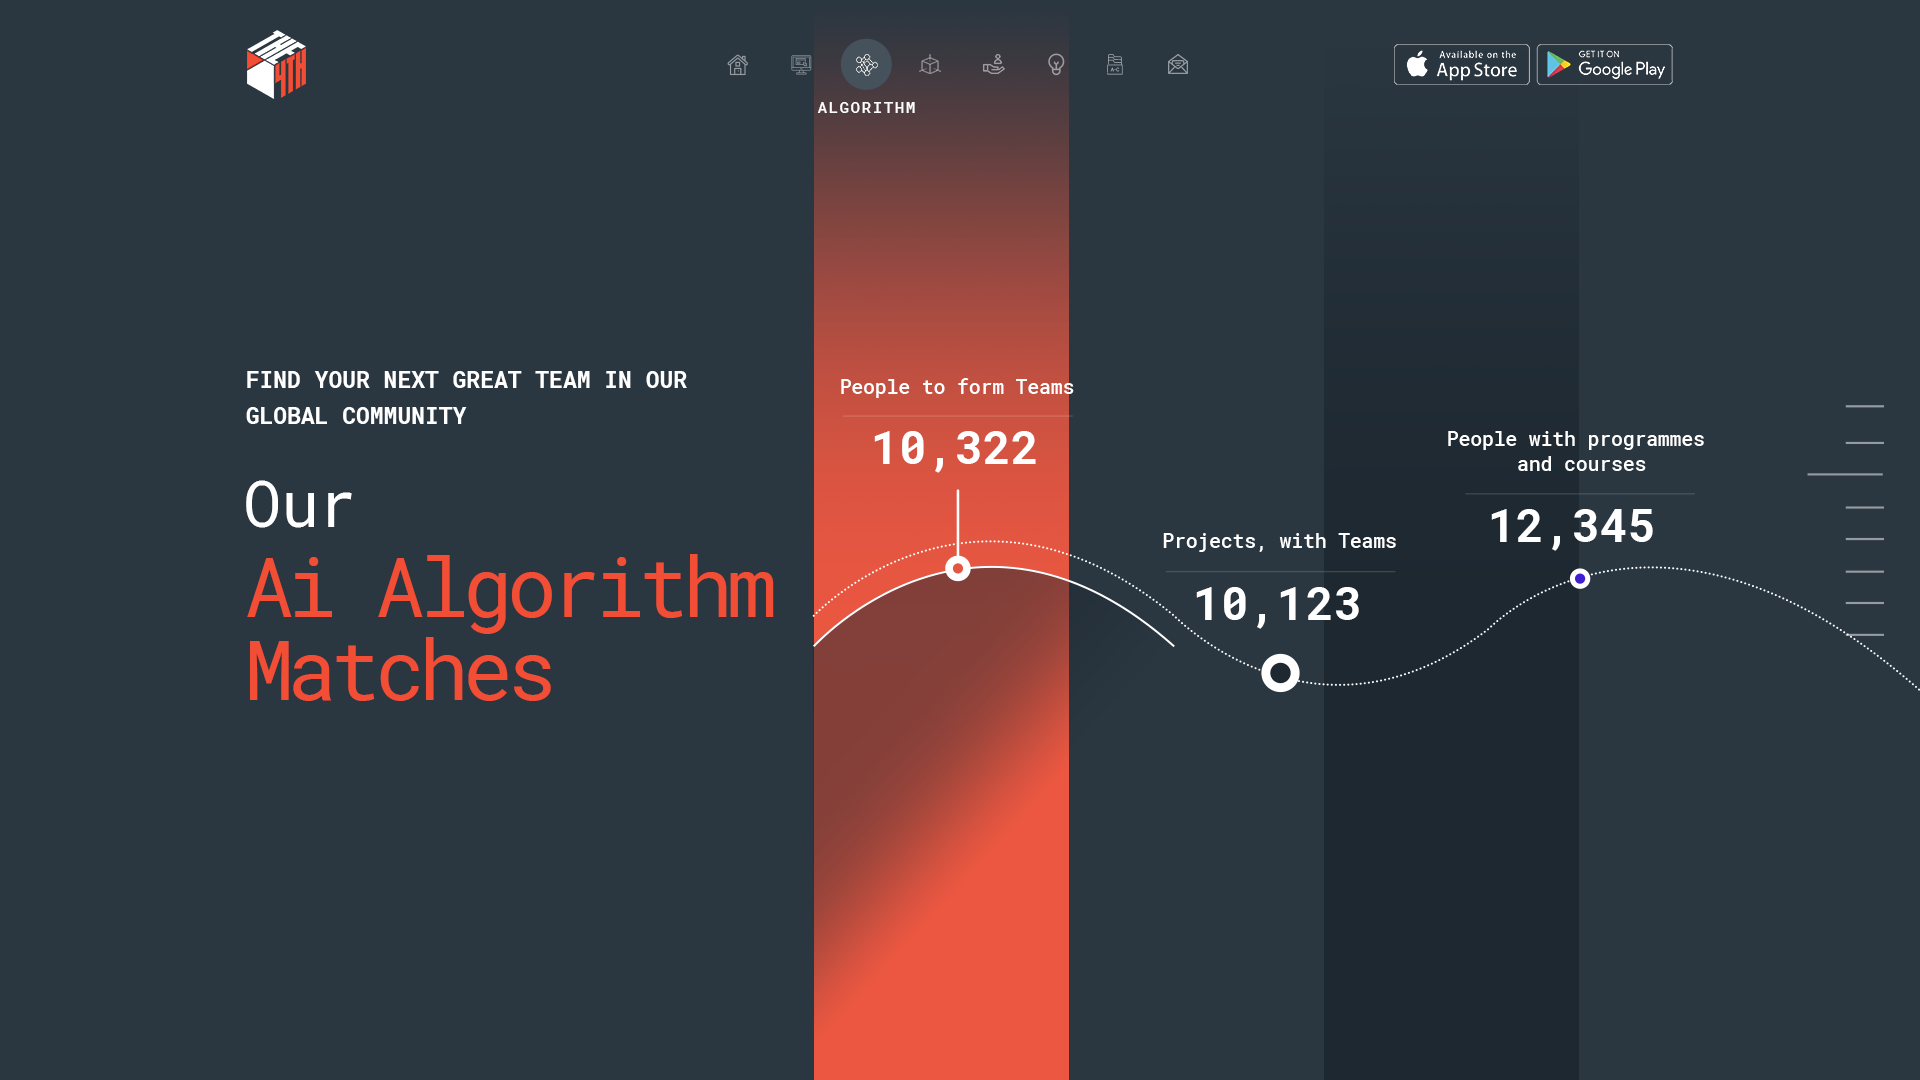 THE
4TH
ALGORITHM
A-C
Available on the
App Store
GET IT ON
Google Play
FIND YOUR NEXT GREAT TEAM IN OUR
GLOBAL COMMUNITY
Our
Ai Algorithm
Matches
People to form Teams
10,322
Projects, with Teams
10,123
People with programmes
and courses
12,345